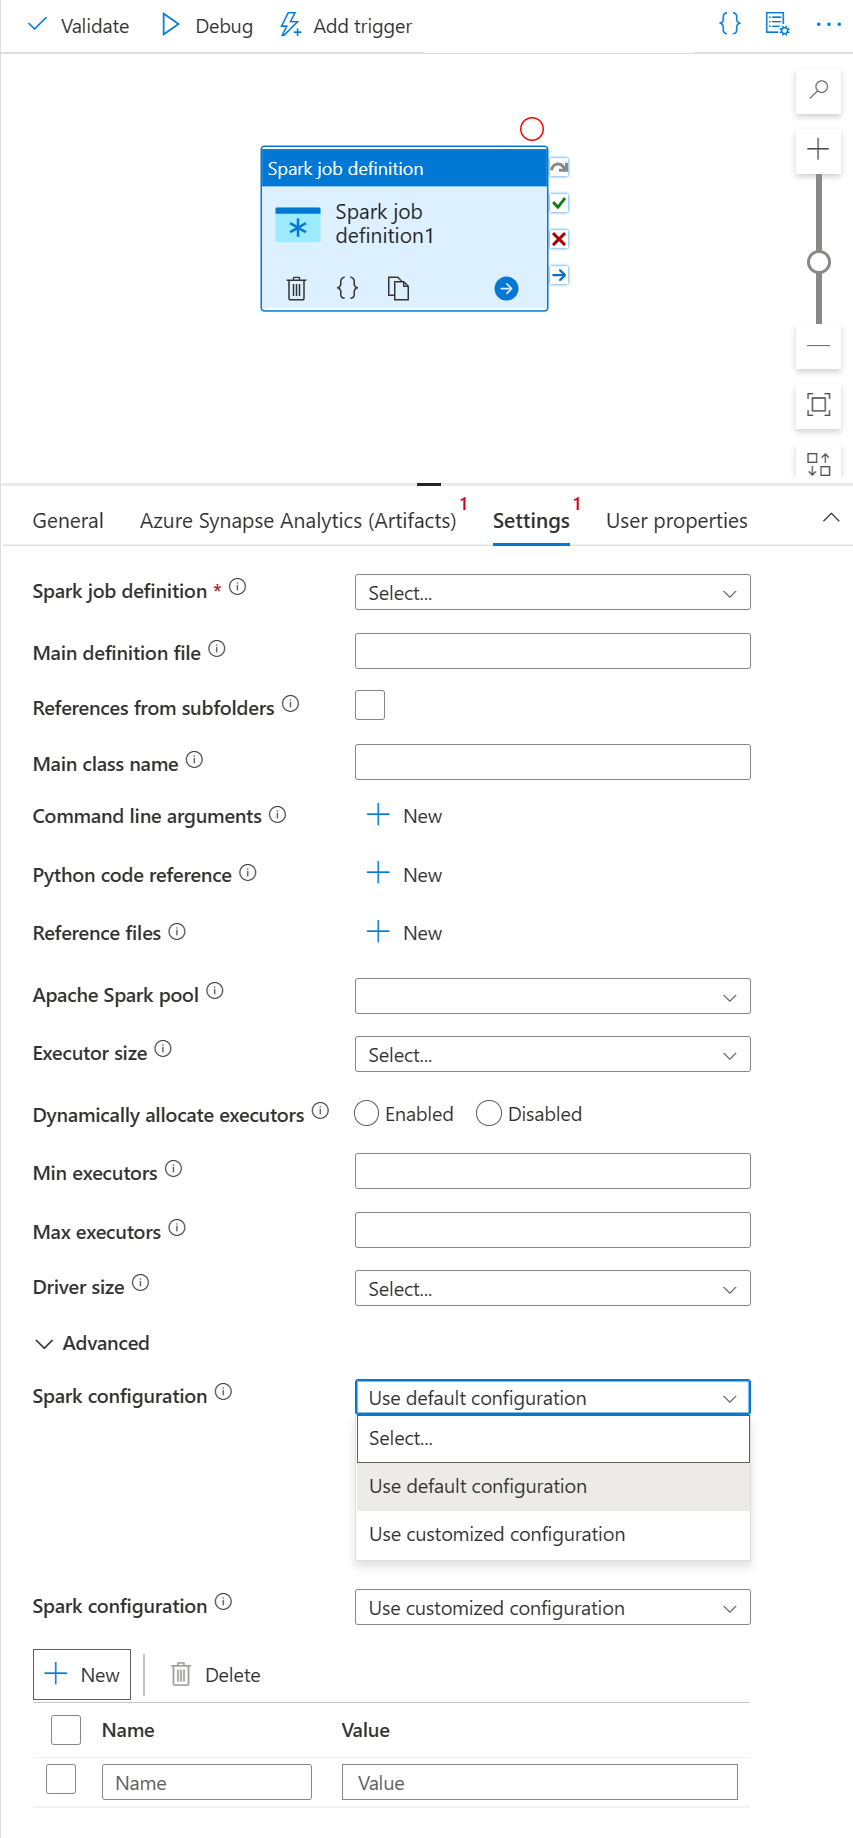 Validate Debug Add trigger
Spark job definition
Spark job
definition1
General Azure Synapse Analytics (Artifacts) 1 Settings 1 User properties
Spark job definition * Select...
Main definition file
References from subfolders
Main class name
Command line arguments New
Python code reference New
Reference files New
Apache Spark pool
Executor size Select...
Dynamically allocate executors Enabled Disabled
Min executors
Max executors
Driver size Select...
Advanced
Spark configuration Use default configuration
Select...
Use default configuration
Use customized configuration
Spark configuration Use customized configuration
New Delete
Name Value
Name Value